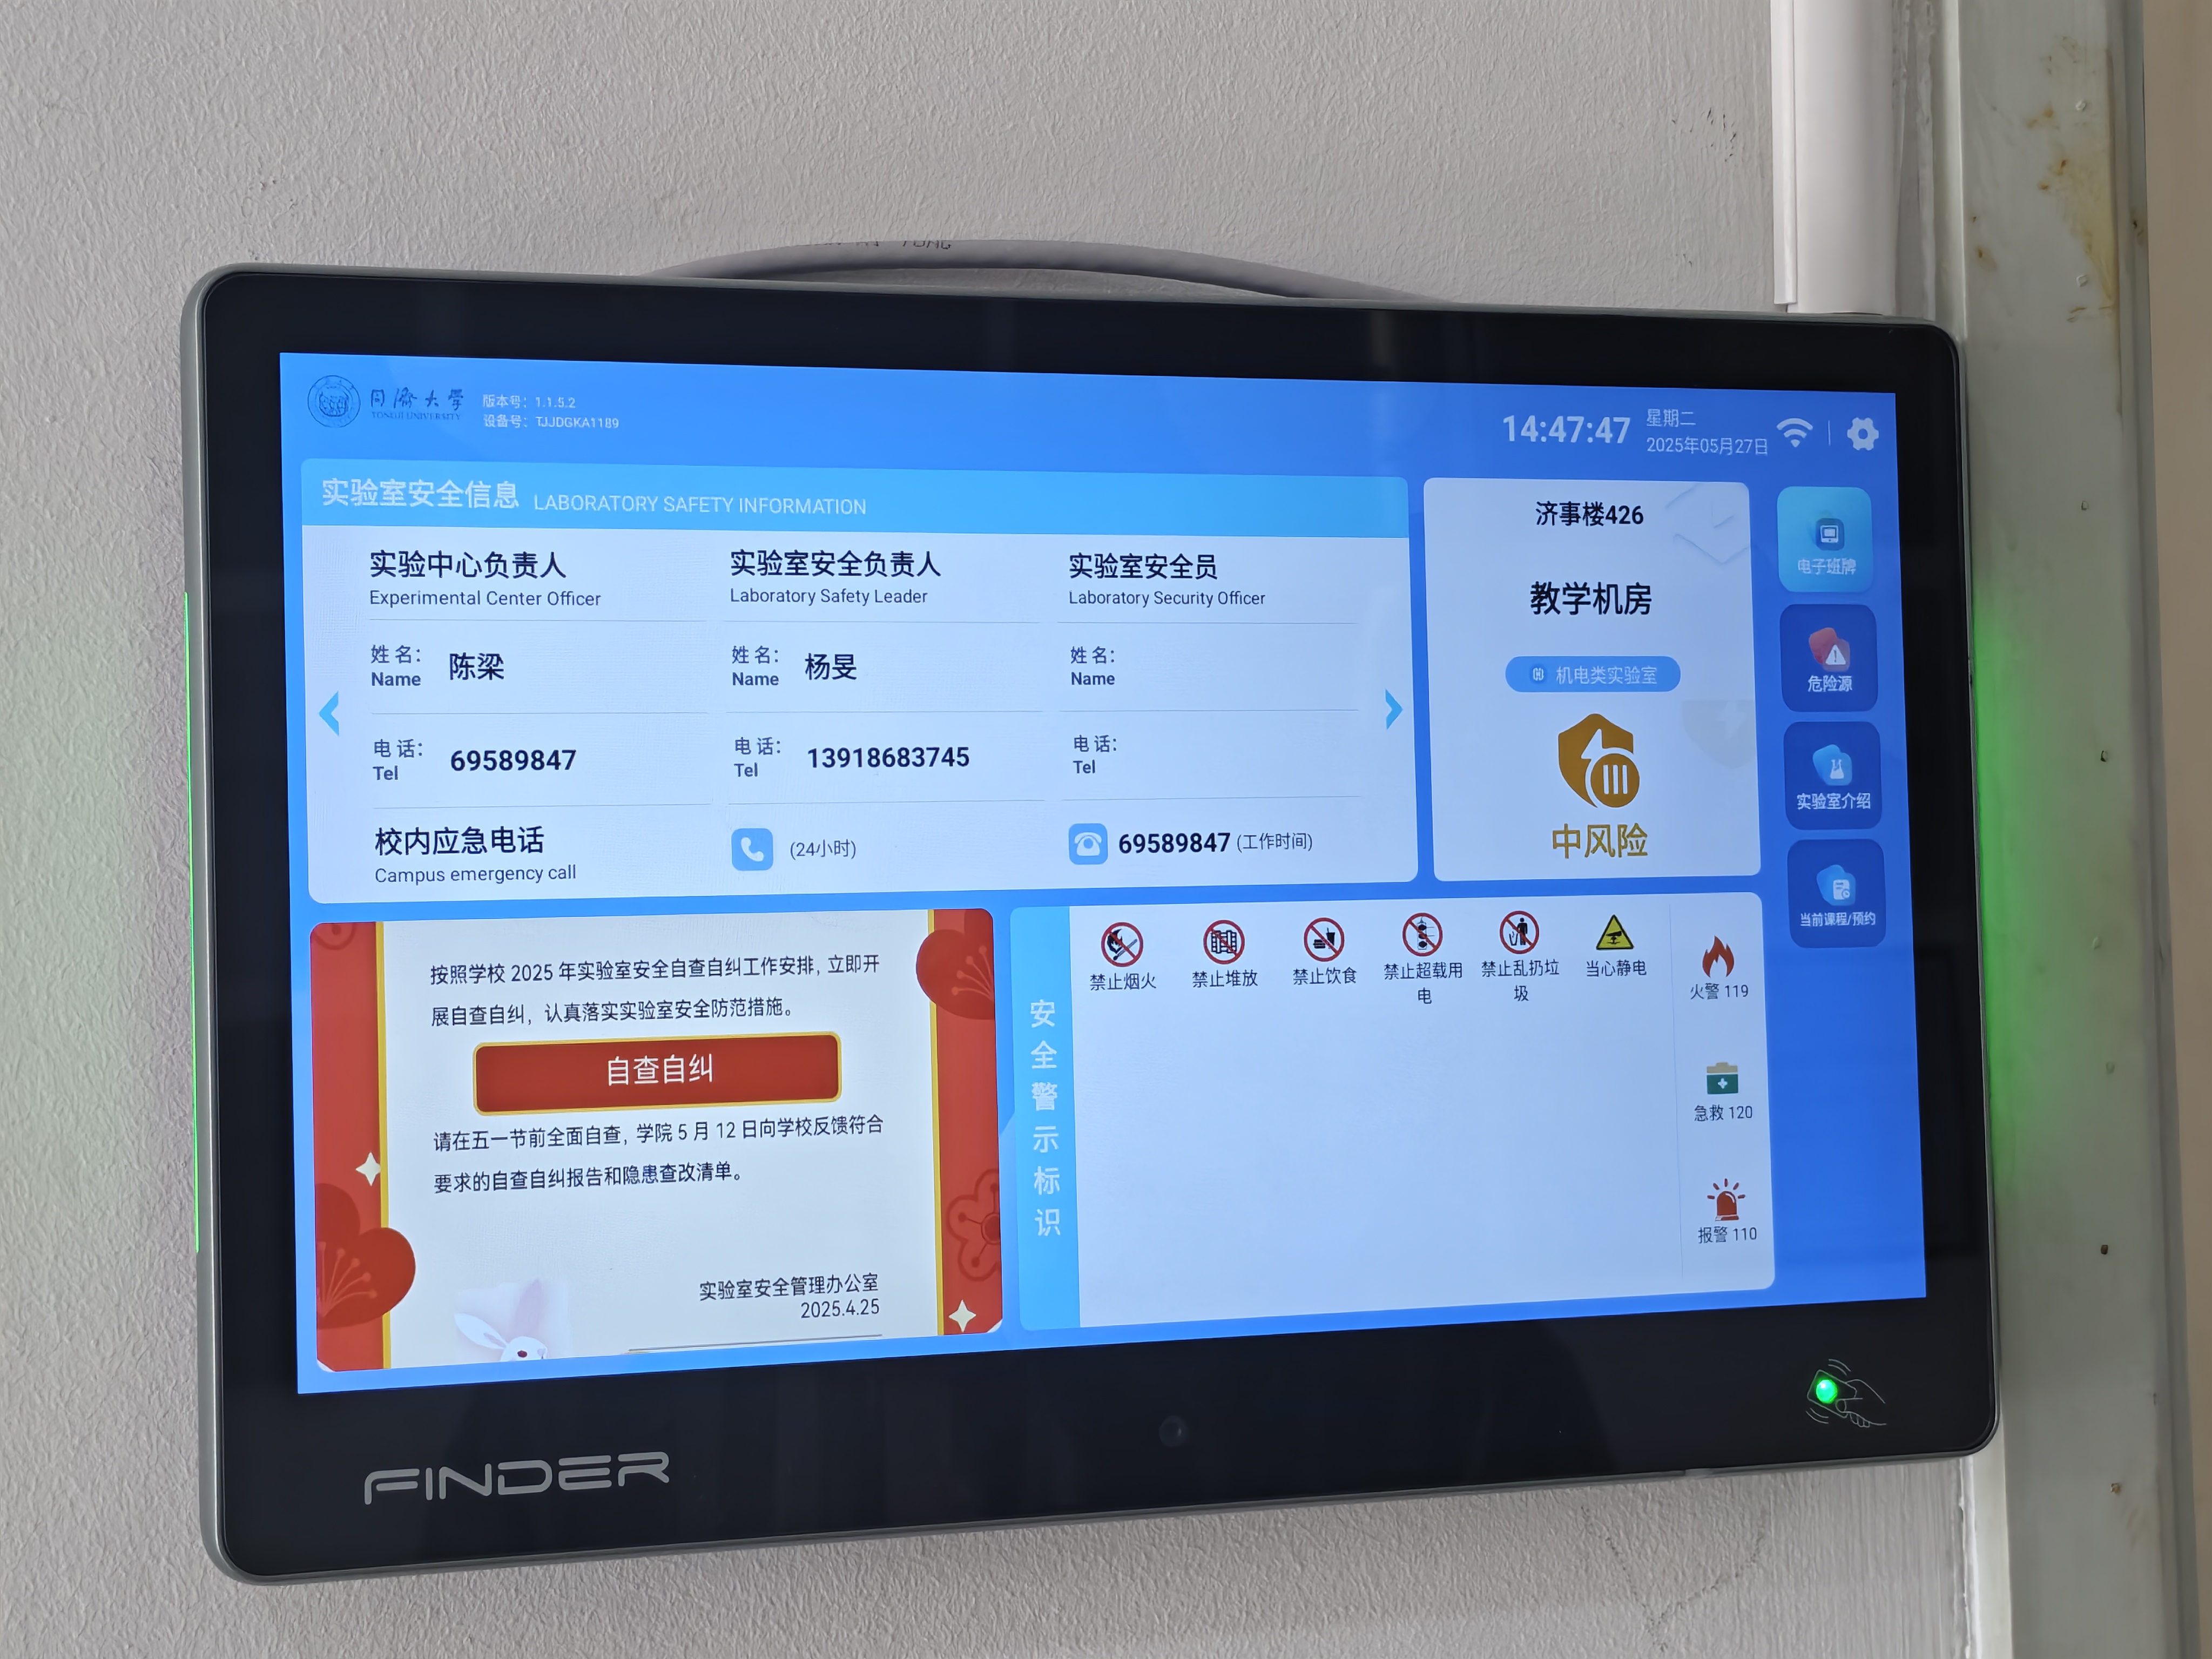 同濟大学
TONGJI UNIVERSITY
版本号：1.1.5.2
设备号：TJJDGKA1189
14:47:47
星期二
2025年05月27日
实验室安全信息 LABORATORY SAFETY INFORMATION
实验中心负责人
Experimental Center Officer
姓名：
Name
陈梁
电话：
Tel
69589847
实验室安全负责人
Laboratory Safety Leader
姓名：
Name
杨旻
电话：
Tel
13918683745
实验室安全员
Laboratory Security Officer
姓名：
Name
电话：
Tel
校内应急电话
Campus emergency call
(24小时)
69589847 (工作时间)
济事楼426
教学机房
机电类实验室
中风险
电子班牌
危险源
实验室介绍
当前课程/预约
按照学校 2025 年实验室安全自查自纠工作安排，立即开
展自查自纠，认真落实实验室安全防范措施。
自查自纠
请在五一节前全面自查，学院 5 月 12 日向学校反馈符合
要求的自查自纠报告和隐患查改清单。
实验室安全管理办公室
2025.4.25
安全警示标识
禁止烟火
禁止堆放
禁止饮食
禁止超载用
电
禁止乱扔垃
圾
当心静电
火警 119
急救 120
报警 110
FINDER